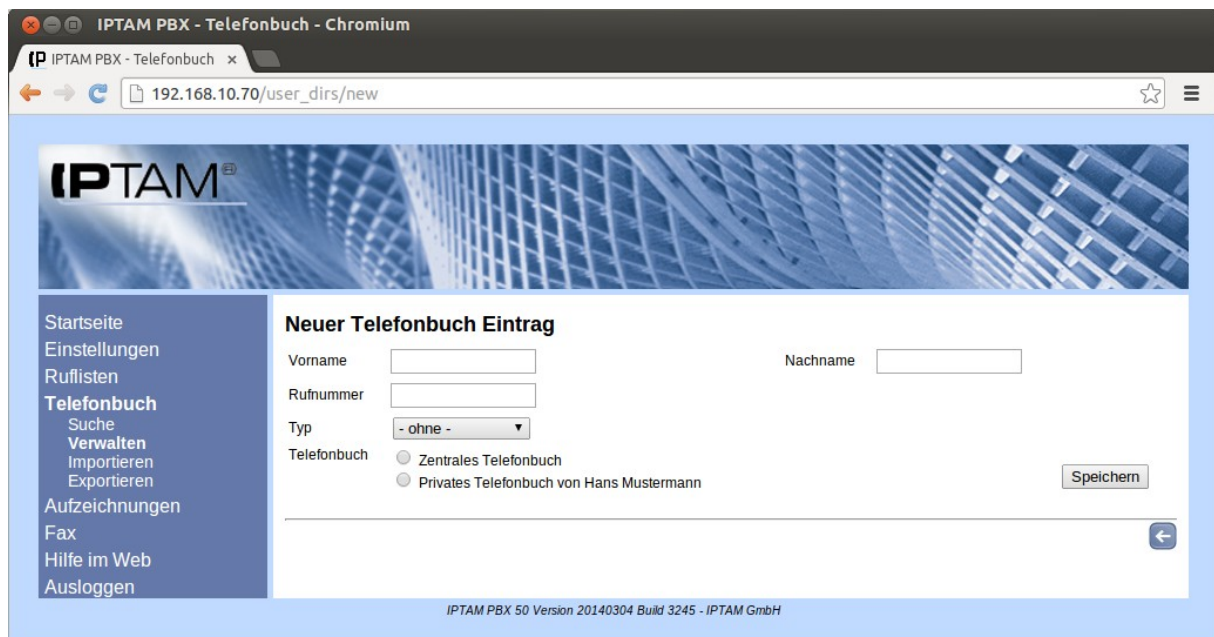 IPTAM PBX - Telefonbuch - Chromium
IPTAM PBX - Telefonbuch ×
192.168.10.70/user_dirs/new
IPTAM®
Startseite
Einstellungen
Ruflisten
Telefonbuch
Suche
Verwalten
Importieren
Exportieren
Aufzeichnungen
Fax
Hilfe im Web
Ausloggen
Neuer Telefonbuch Eintrag
Vorname Nachname
Rufnummer
Typ - ohne -
Telefonbuch Zentrales Telefonbuch
Privates Telefonbuch von Hans Mustermann
Speichern
IPTAM PBX 50 Version 20140304 Build 3245 - IPTAM GmbH